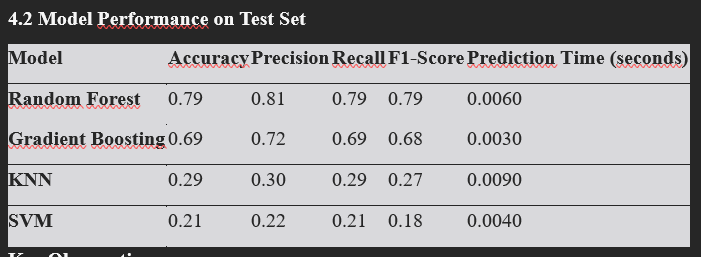 4.2 Model Performance on Test Set
Model Accuracy Precision Recall F1-Score Prediction Time (seconds)
Random Forest 0.79 0.81 0.79 0.79 0.0060
Gradient Boosting 0.69 0.72 0.69 0.68 0.0030
KNN 0.29 0.30 0.29 0.27 0.0090
SVM 0.21 0.22 0.21 0.18 0.0040